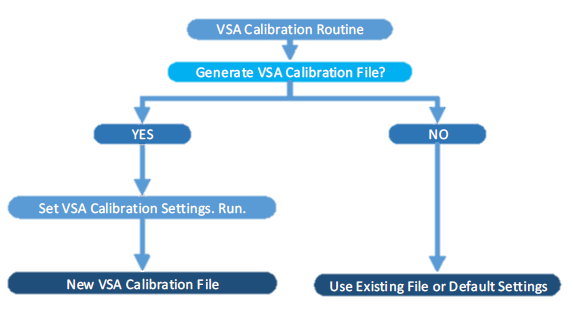 VSA Calibration Routine
Generate VSA Calibration File?
YES
NO
Set VSA Calibration Settings. Run.
New VSA Calibration File
Use Existing File or Default Settings